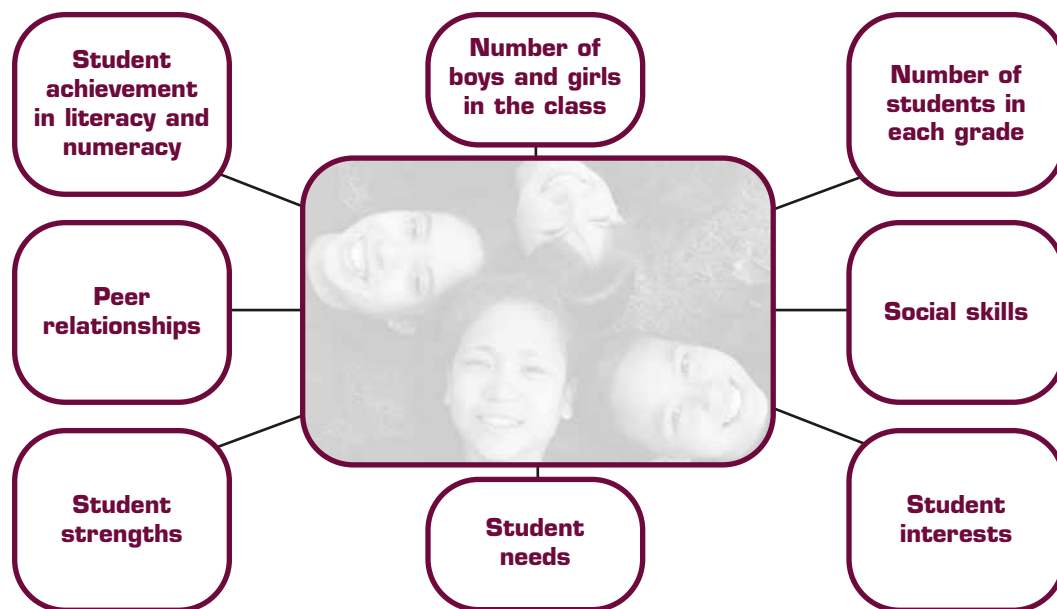 Student
achievement
in literacy and
numeracy
Number of
boys and girls
in the class
Number of
students in
each grade
Peer
relationships
Social skills
Student
strengths
Student
needs
Student
interests